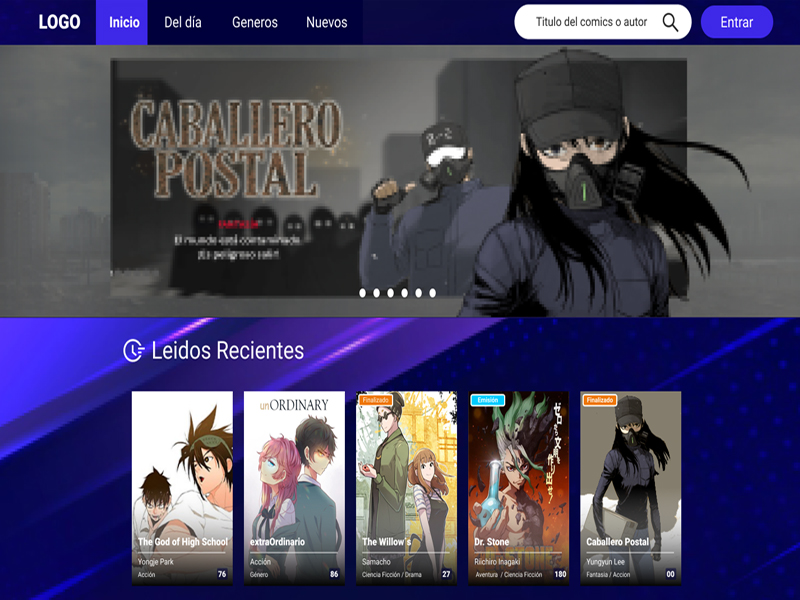 LOGO
Inicio
Del día
Generos
Nuevos
Titulo del comics o autor
Entrar
CABALLERO
POSTAL
El mundo está contaminado.
¡Es peligroso salir!
Leidos Recientes
The God of High School
Yongje Park
Acción
76
unORDINARY
extraOrdinario
Acción
Género
86
Finalizado
The Willow´s
Samacho
Ciencia Ficción / Drama
27
Emisión
Dr. Stone
Riichiro Inagaki
Aventura / Ciencia Ficción
180
Finalizado
Caballero Postal
Yungyun Lee
Fantasia / Accion
00